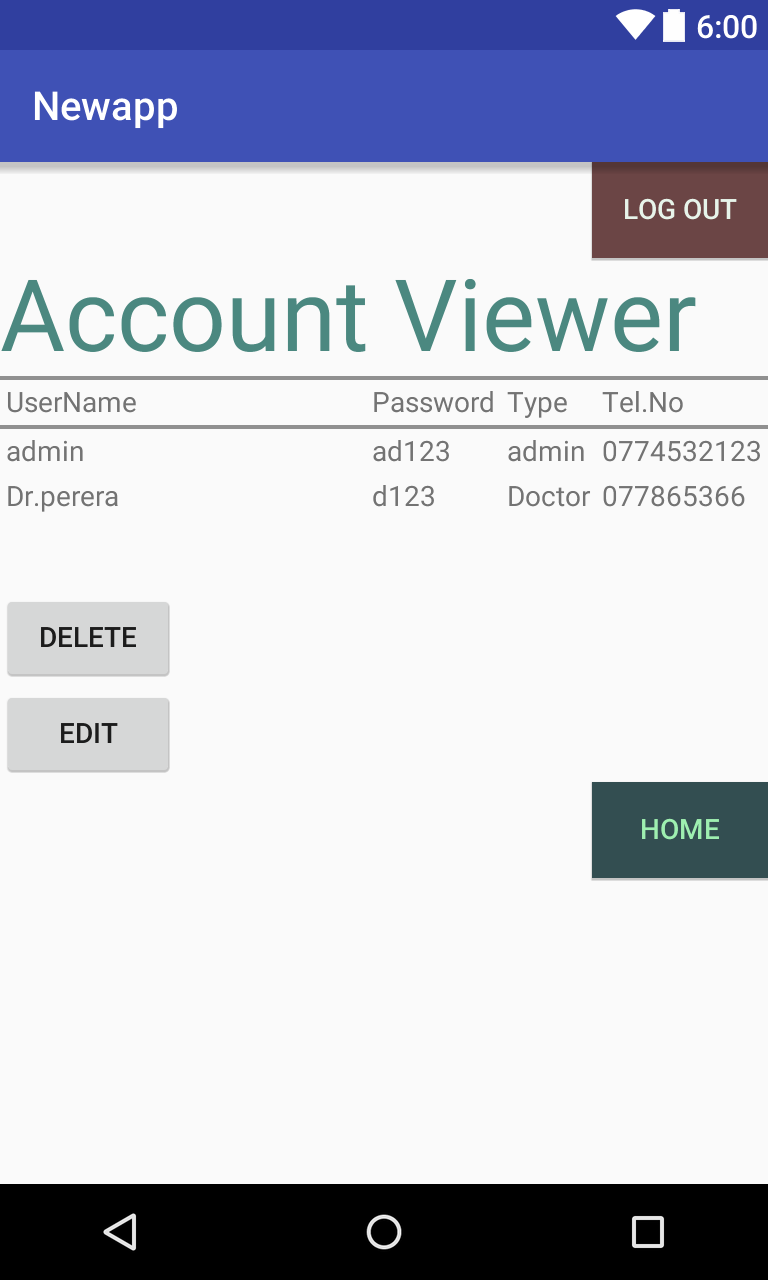 6:00
Newapp
LOG OUT
Account Viewer
UserName Password Type Tel.No
admin ad123 admin 0774532123
Dr.perera d123 Doctor 077865366
DELETE
EDIT
HOME